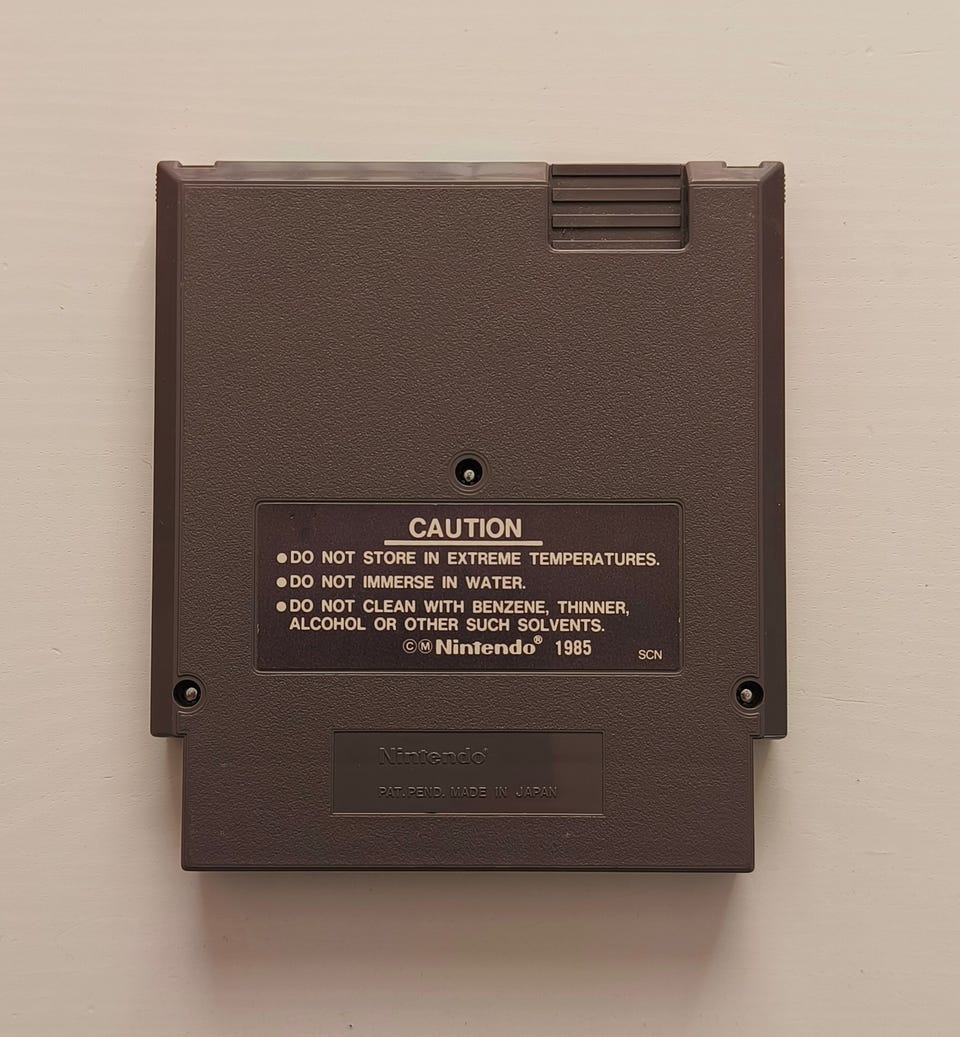 CAUTION
●DO NOT STORE IN EXTREME TEMPERATURES.
●DO NOT IMMERSE IN WATER.
●DO NOT CLEAN WITH BENZENE, THINNER,
ALCOHOL OR OTHER SUCH SOLVENTS.
©Ⓜ Nintendo® 1985
SCN
Nintendo®
PAT.PEND. MADE IN JAPAN